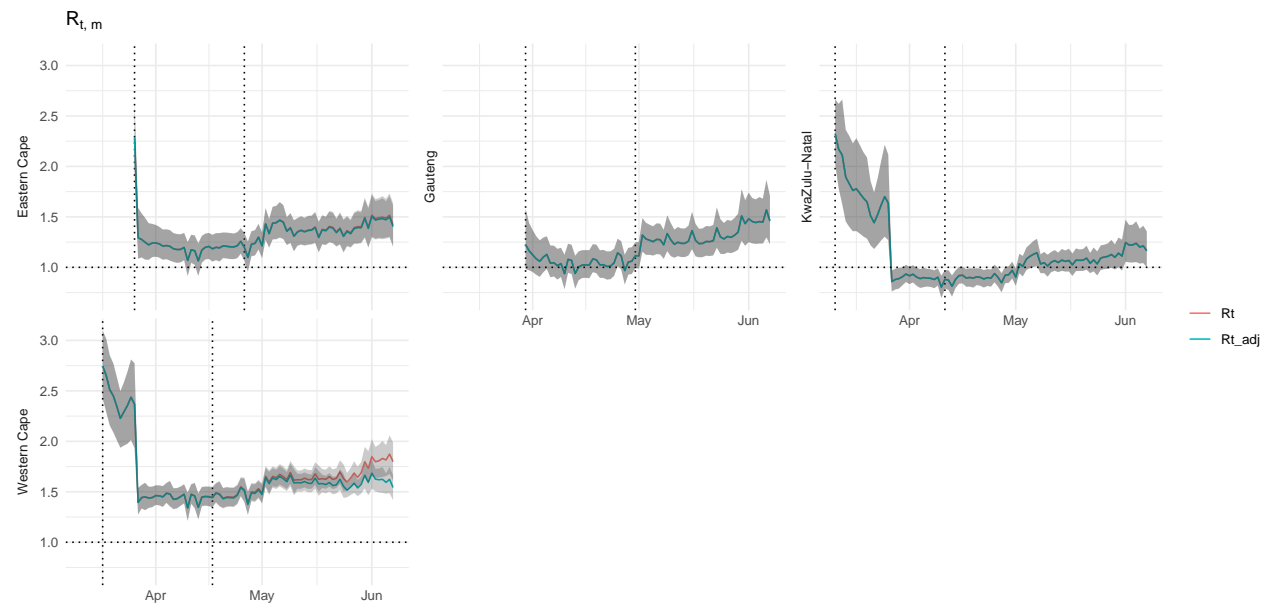 R_t, m
3.0
2.5
2.0
1.5
1.0
Eastern Cape
Gauteng
Apr
May
Jun
KwaZulu−Natal
Apr
May
Jun
3.0
2.5
2.0
1.5
1.0
Western Cape
Apr
May
Jun
Rt
Rt_adj